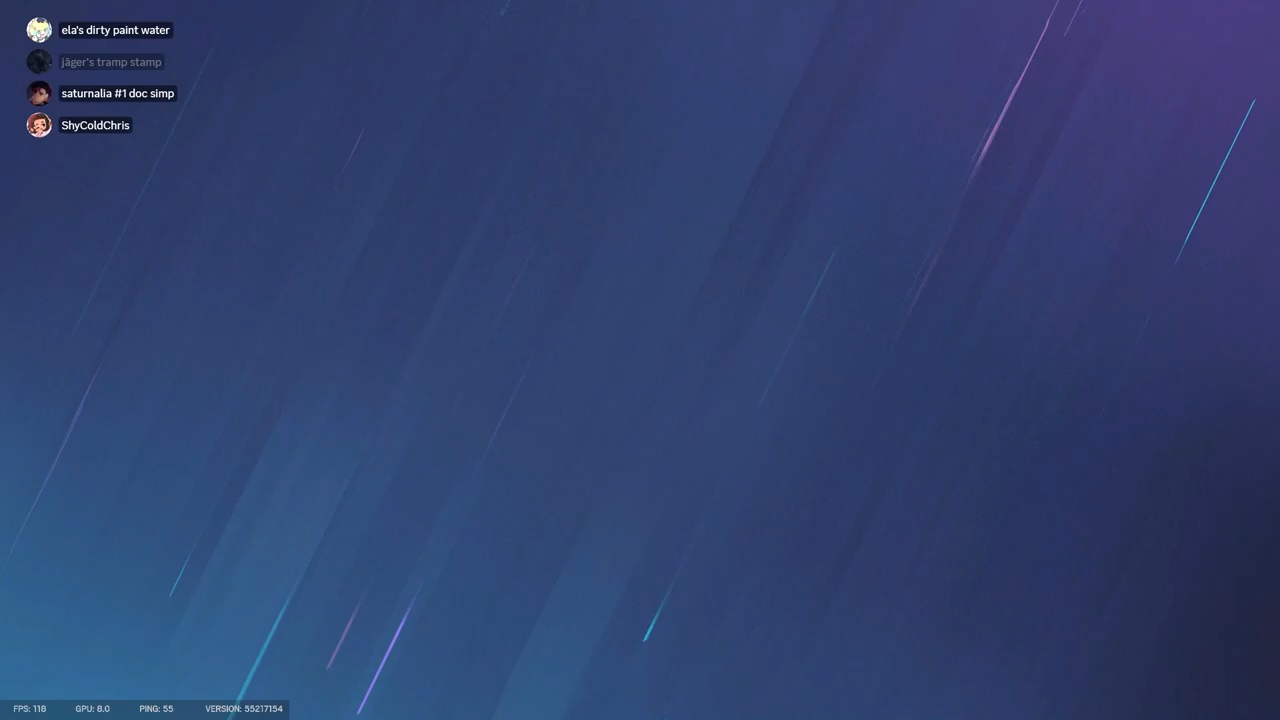 ela's dirty paint water
jäger's tramp stamp
saturnalia #1 doc simp
ShyColdChris
FPS: 118 GPU: 8.0 PING: 55 VERSION: 55217154